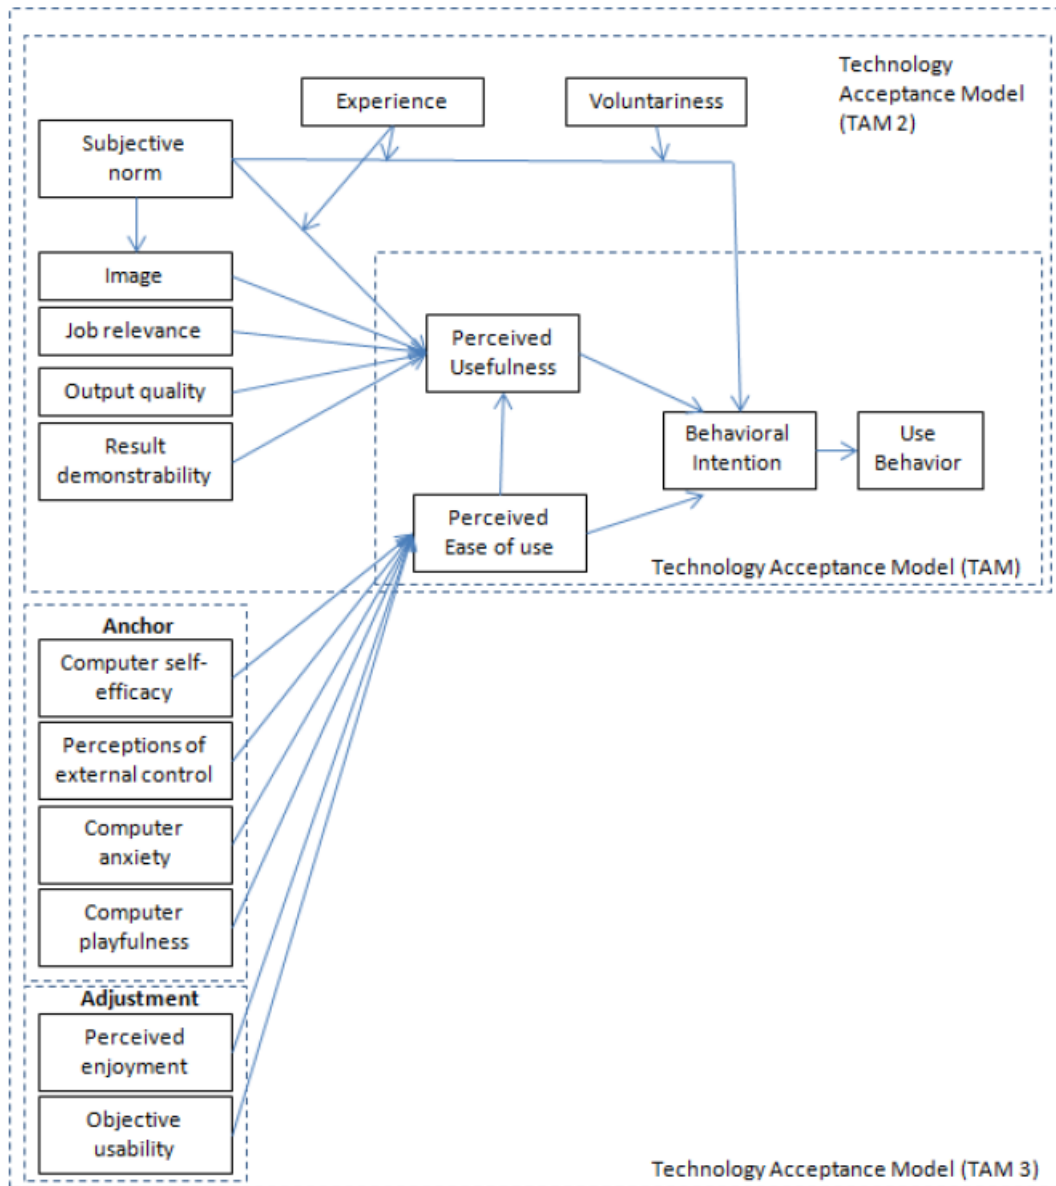 Technology
Acceptance Model
(TAM 2)
Experience
Voluntariness
Subjective
norm
Image
Job relevance
Output quality
Result
demonstrability
Perceived
Usefulness
Behavioral
Intention
Use
Behavior
Perceived
Ease of use
Technology Acceptance Model (TAM)
Anchor
Computer self-
efficacy
Perceptions of
external control
Computer
anxiety
Computer
playfulness
Adjustment
Perceived
enjoyment
Objective
usability
Technology Acceptance Model (TAM 3)